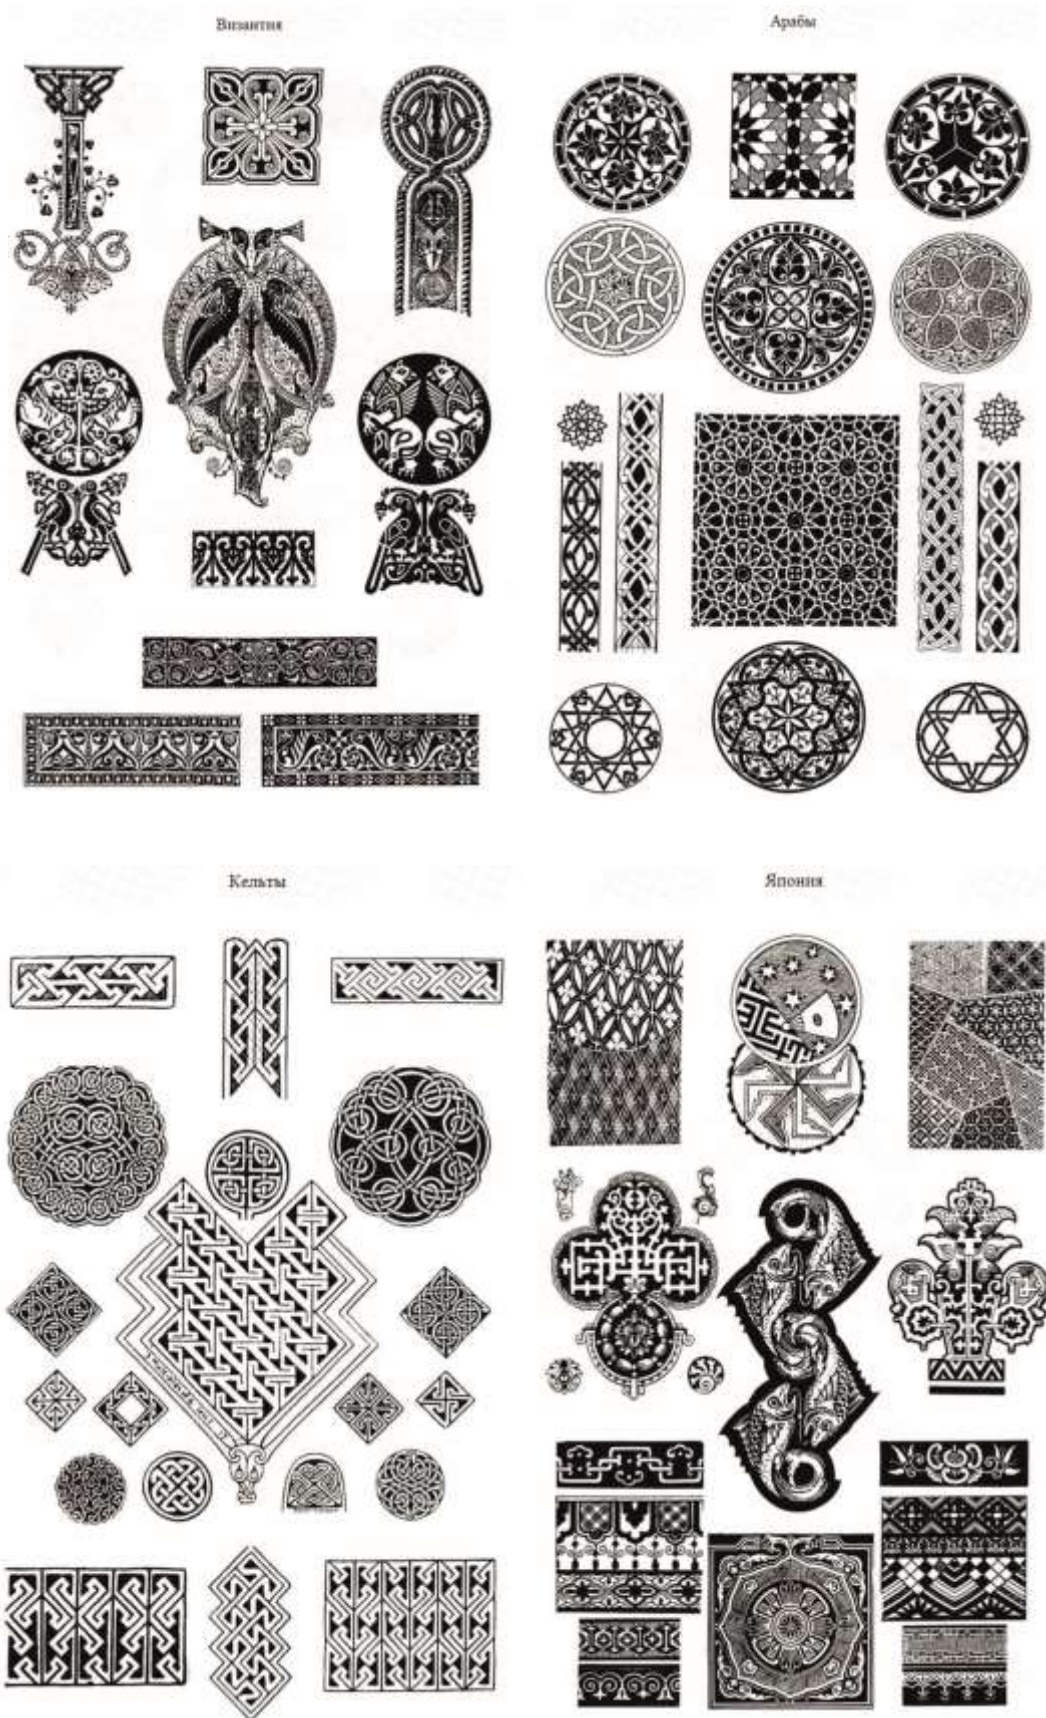 Византия
Арабы
Кельты
Япония